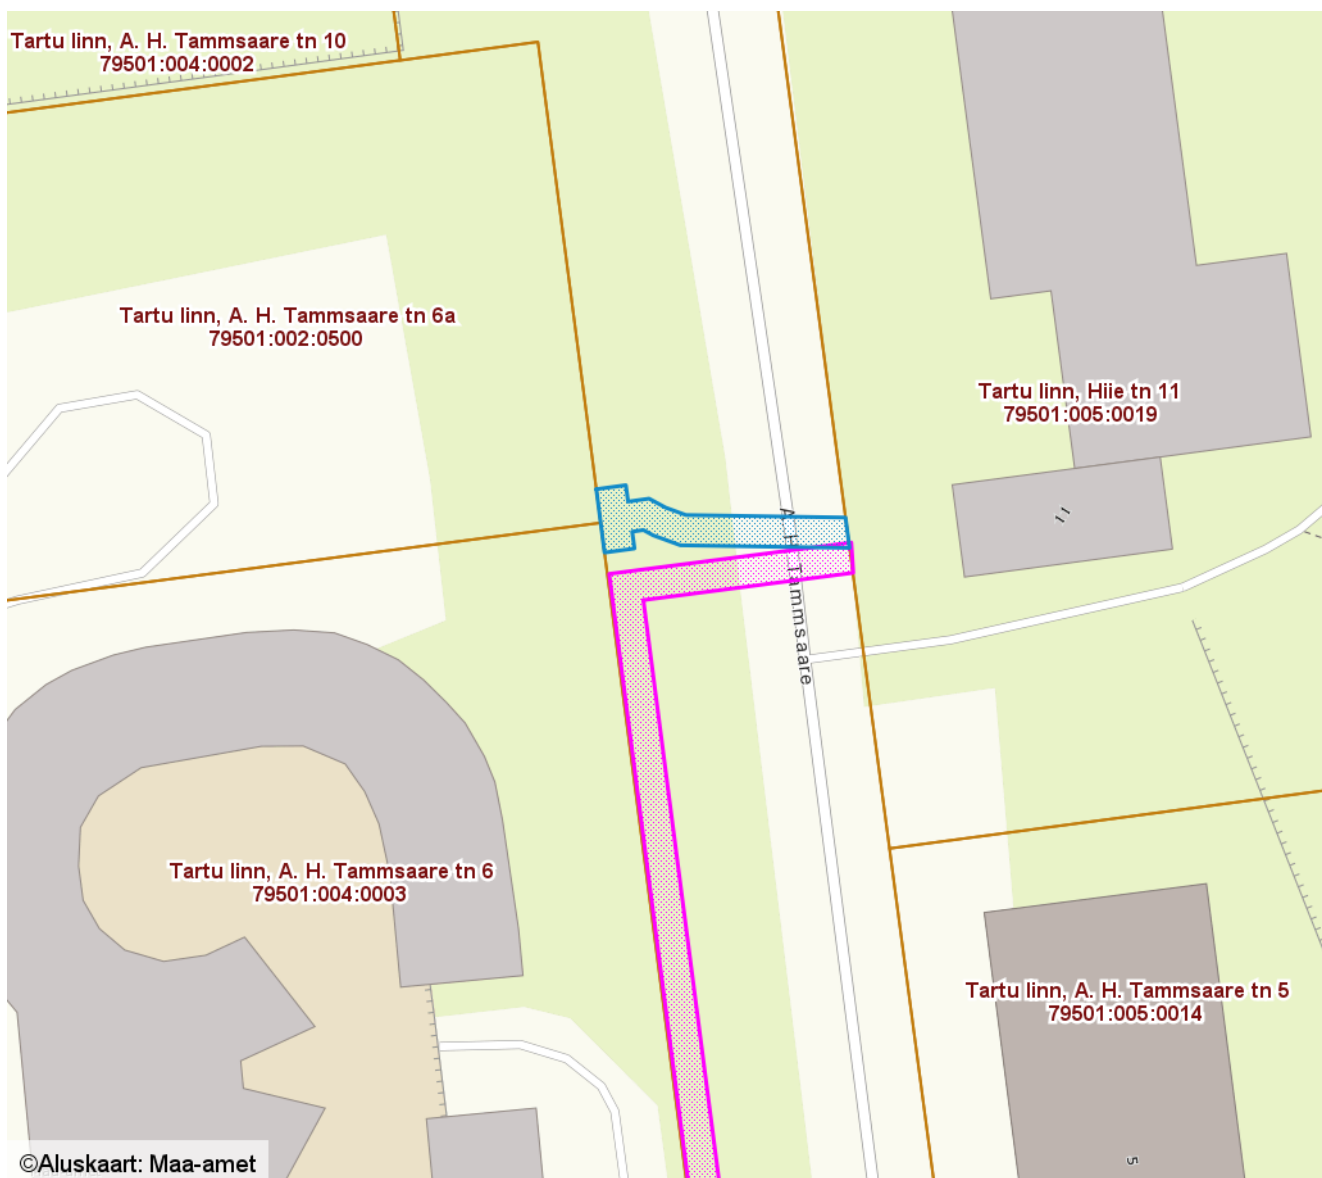 Tartu linn, A. H. Tammsaare tn 10
79501:004:0002
Tartu linn, A. H. Tammsaare tn 6a
79501:002:0500
Tartu linn, Hiie tn 11
79501:005:0019
11
A. H. Tammsaare
Tartu linn, A. H. Tammsaare tn 6
79501:004:0003
Tartu linn, A. H. Tammsaare tn 5
79501:005:0014
5
©Aluskaart: Maa-amet